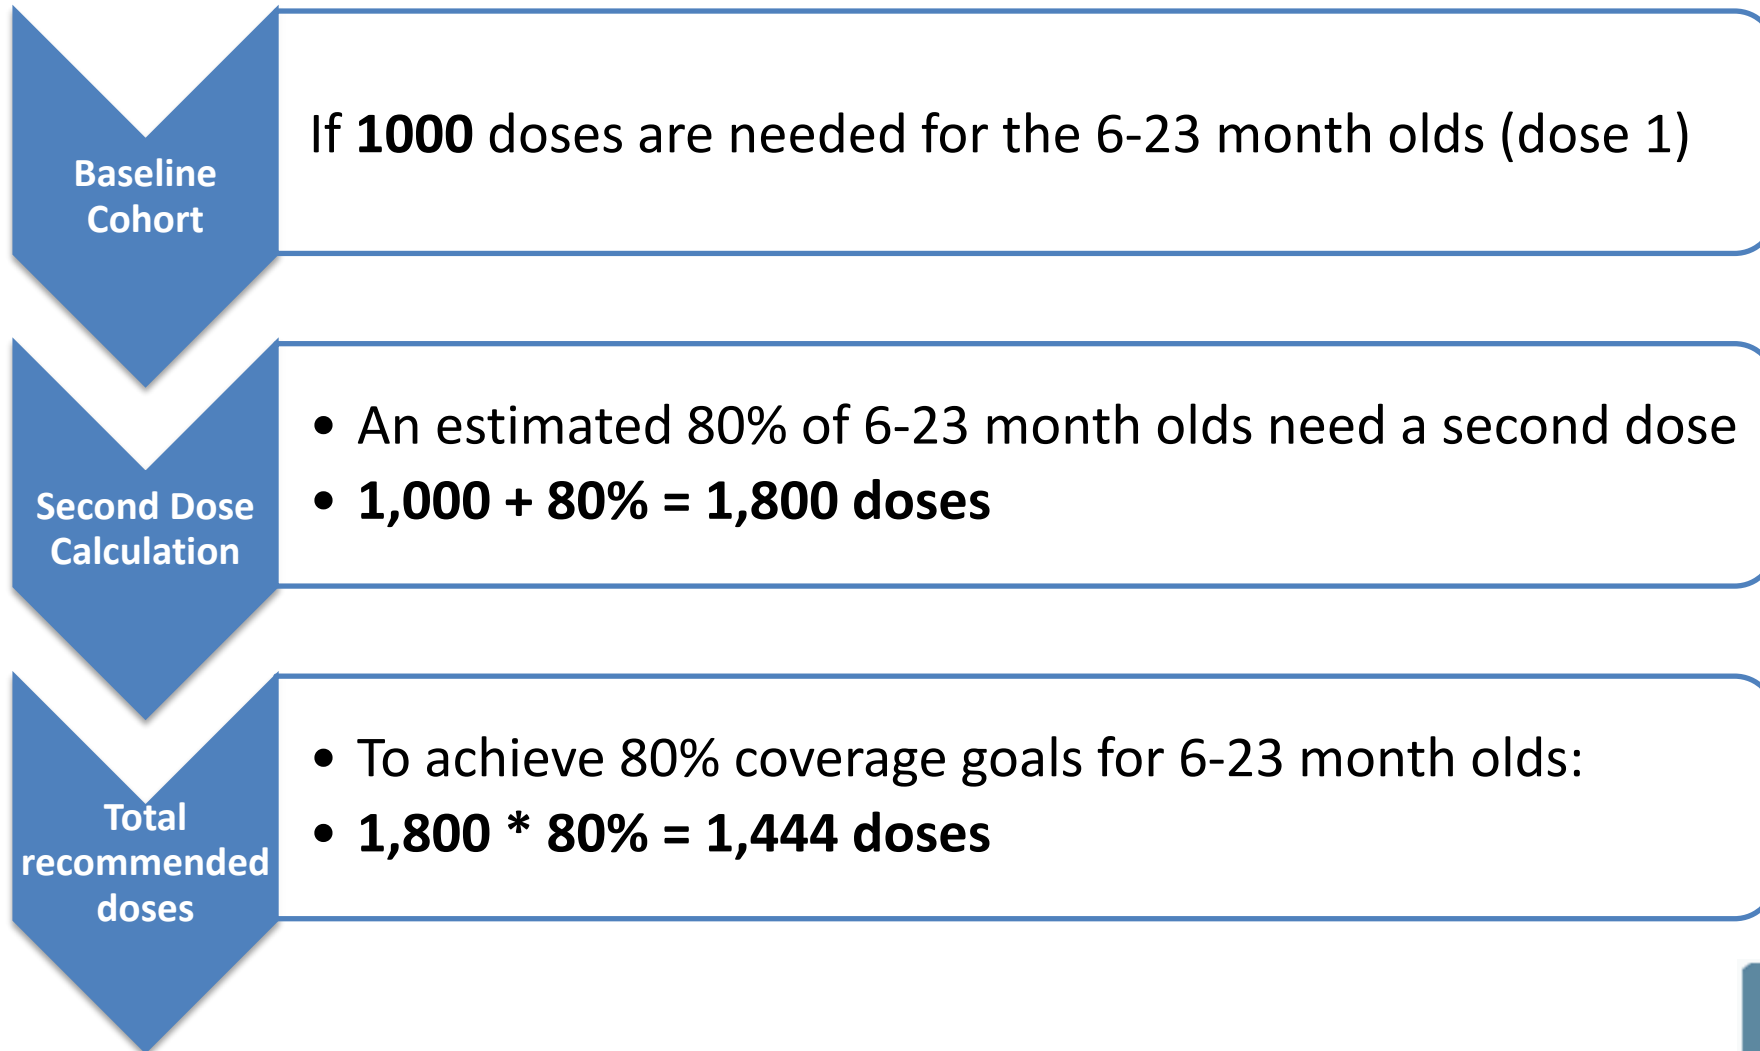 Baseline
Cohort
If 1000 doses are needed for the 6-23 month olds (dose 1)
Second Dose
Calculation
• An estimated 80% of 6-23 month olds need a second dose
• 1,000 + 80% = 1,800 doses
Total
recommended
doses
• To achieve 80% coverage goals for 6-23 month olds:
• 1,800 * 80% = 1,444 doses